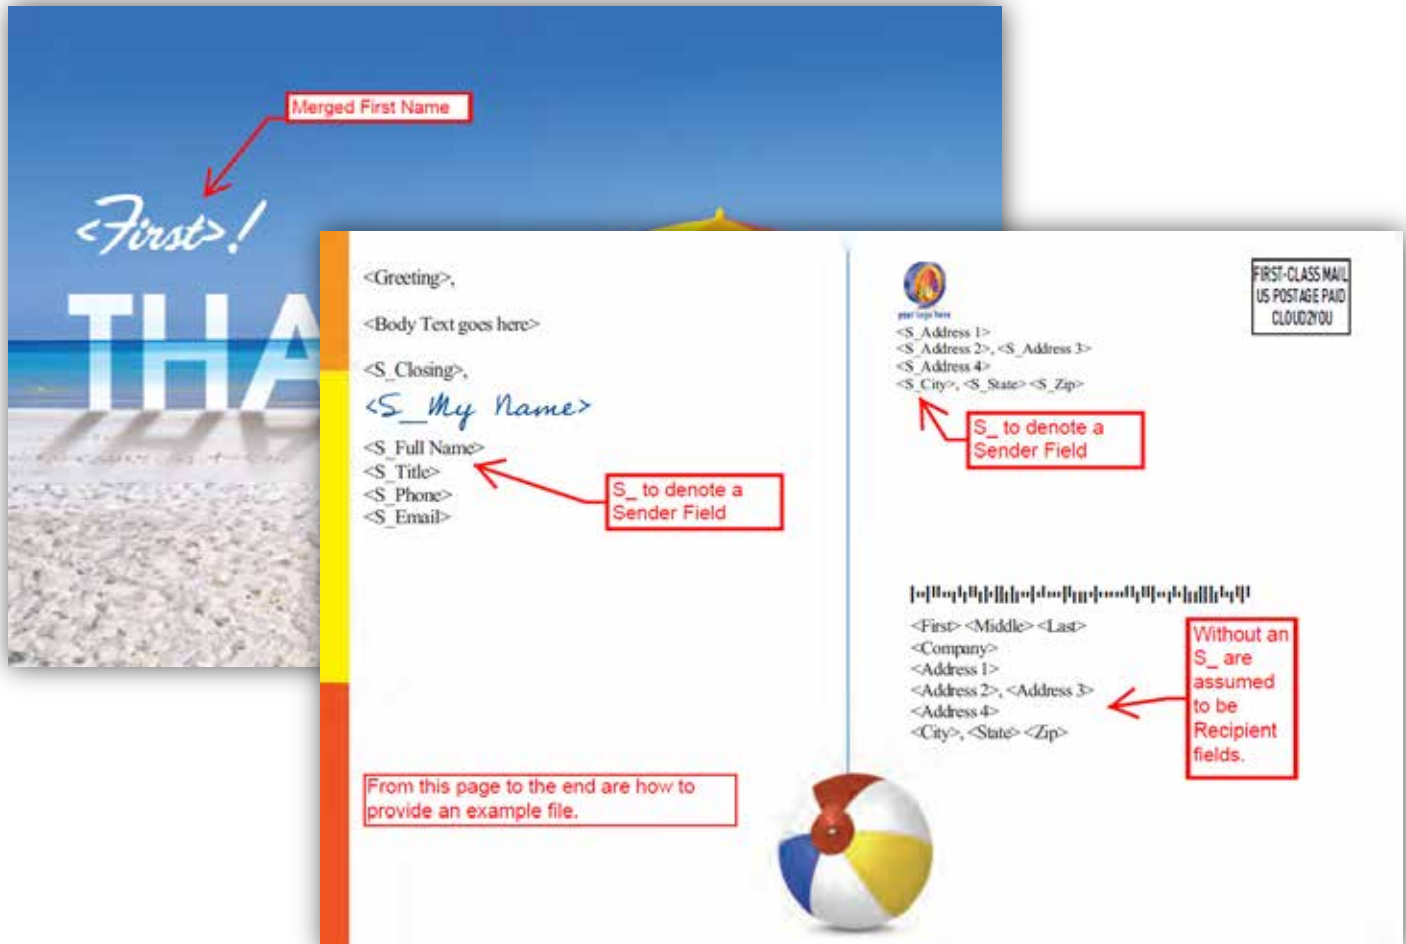 Merged First Name
<First>!
THA
<Greeting>,
<Body Text goes here>
<S_Closing>,
<S_My Name>
<S_Full Name>
<S_Title>
<S_Phone>
<S_Email>
S_ to denote a
Sender Field
From this page to the end are how to
provide an example file.
your logo here
<S_Address 1>
<S_Address 2>, <S_Address 3>
<S_Address 4>
<S_City>, <S_State> <S_Zip>
S_ to denote a
Sender Field
FIRST-CLASS MAIL
US POSTAGE PAID
CLOUD2YOU
<First> <Middle> <Last>
<Company>
<Address 1>
<Address 2>, <Address 3>
<Address 4>
<City>, <State> <Zip>
Without an
S_ are
assumed
to be
Recipient
fields.